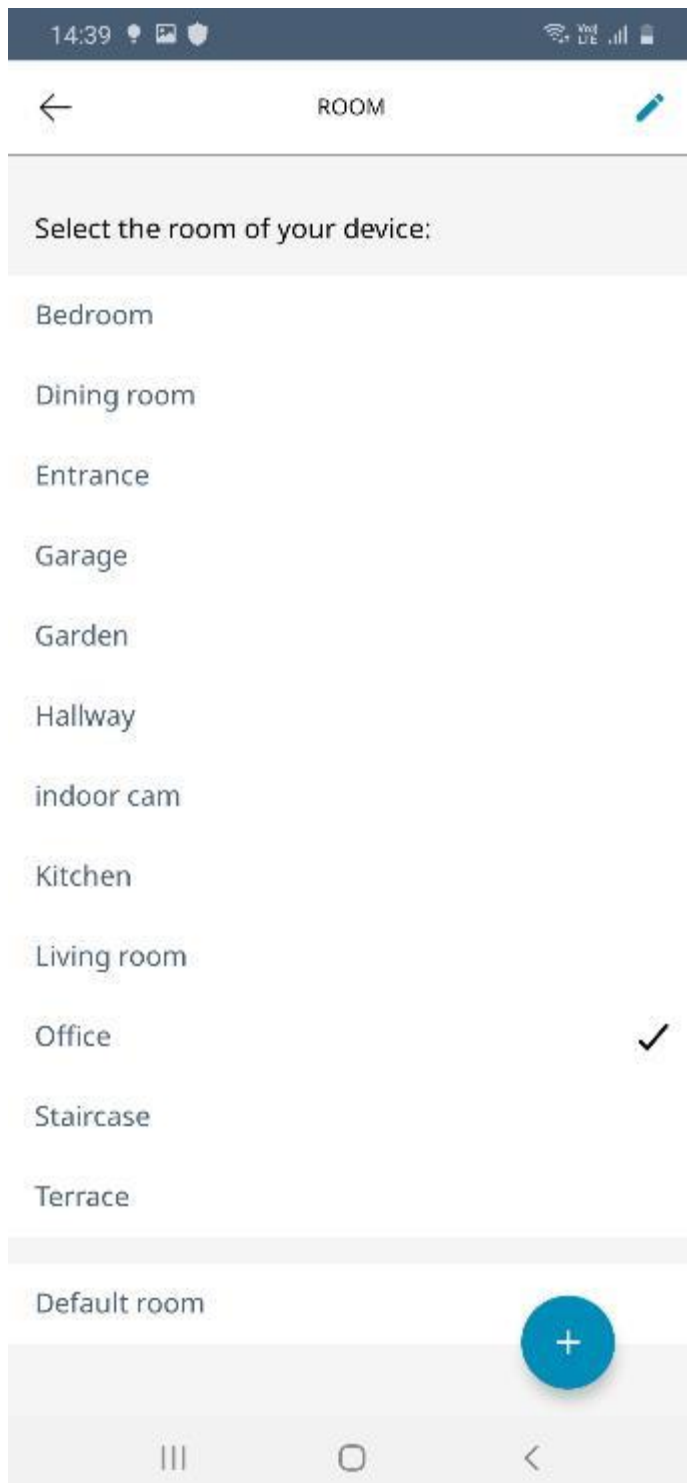 14:39
ROOM
Select the room of your device:
Bedroom
Dining room
Entrance
Garage
Garden
Hallway
indoor cam
Kitchen
Living room
Office
Staircase
Terrace
Default room
+